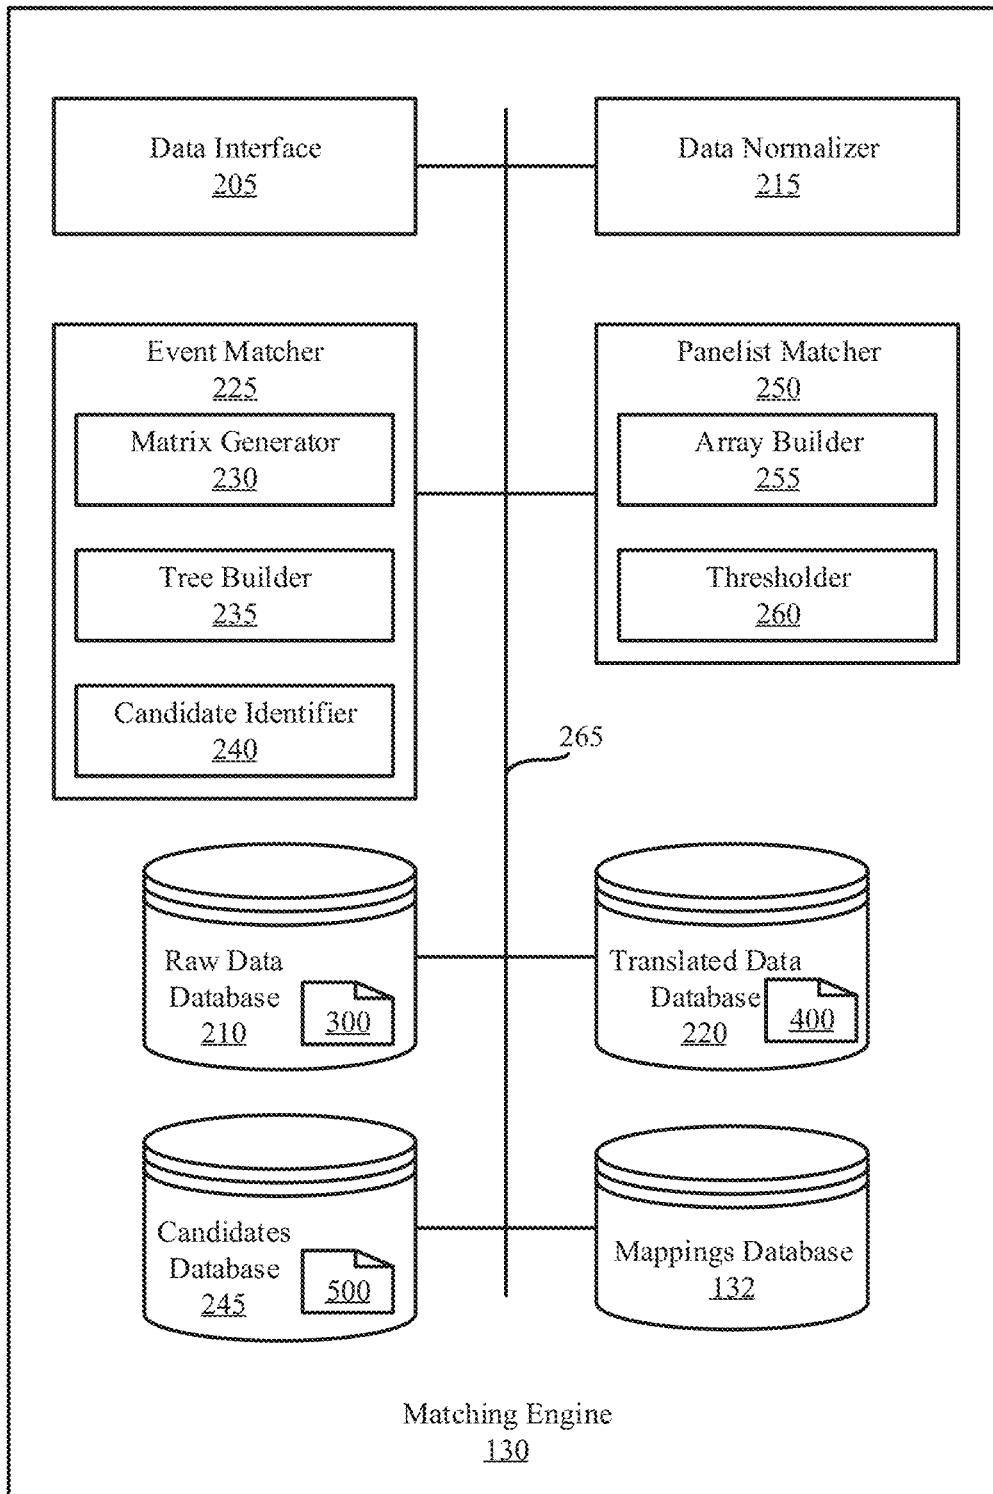 Data Interface
205
Data Normalizer
215
Event Matcher
225
Matrix Generator
230
Tree Builder
235
Candidate Identifier
240
Panelist Matcher
250
Array Builder
255
Thresholder
260
265
Raw Data
Database
210
300
Translated Data
Database
220
400
Candidates
Database
245
500
Mappings Database
132
Matching Engine
130